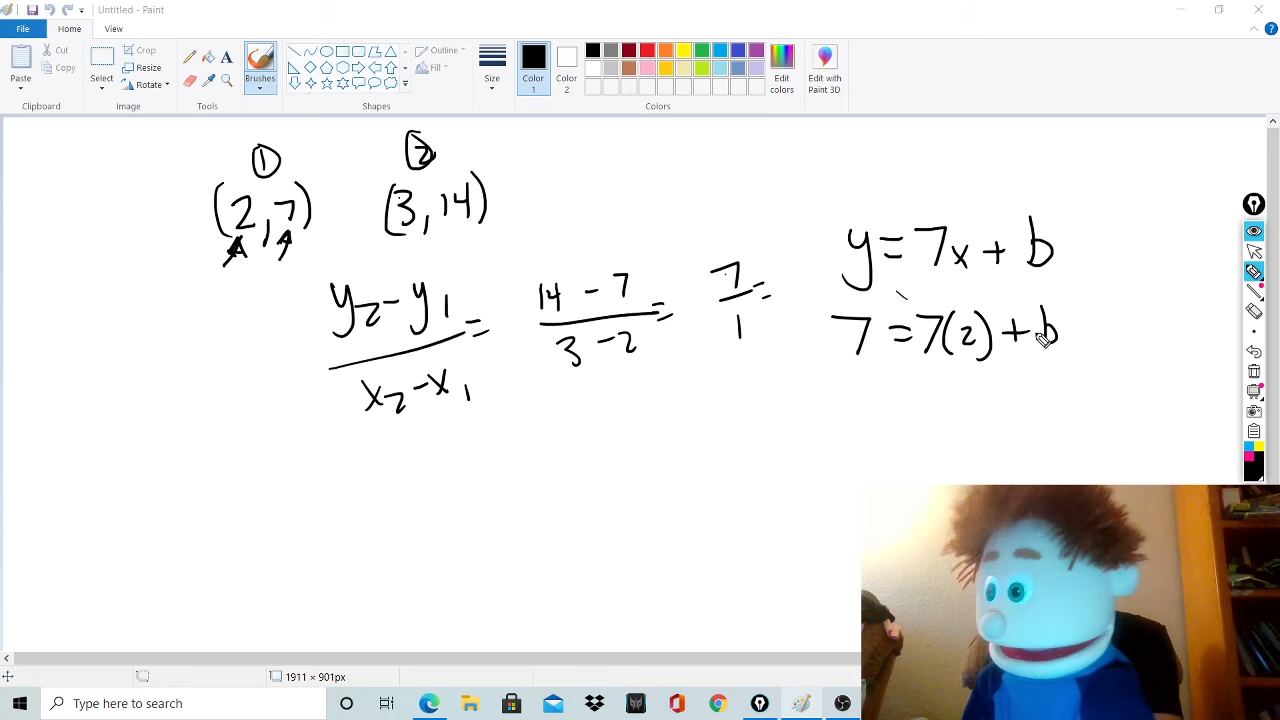 Untitled - Paint
File Home View
Paste
Cut
Copy
Clipboard
Select
Crop
Resize
Rotate
Image
Tools
Brushes
Shapes
Outline
Fill
Size
Color 1
Color 2
Edit colors
Colors
Edit with Paint 3D
① ②
(2,7) (3,14)
y2-y1 / x2-x1 = 14-7 / 3-2 = 7 / 1 =
y=7x+b
7=7(2)+b
1911 × 901px
Type here to search